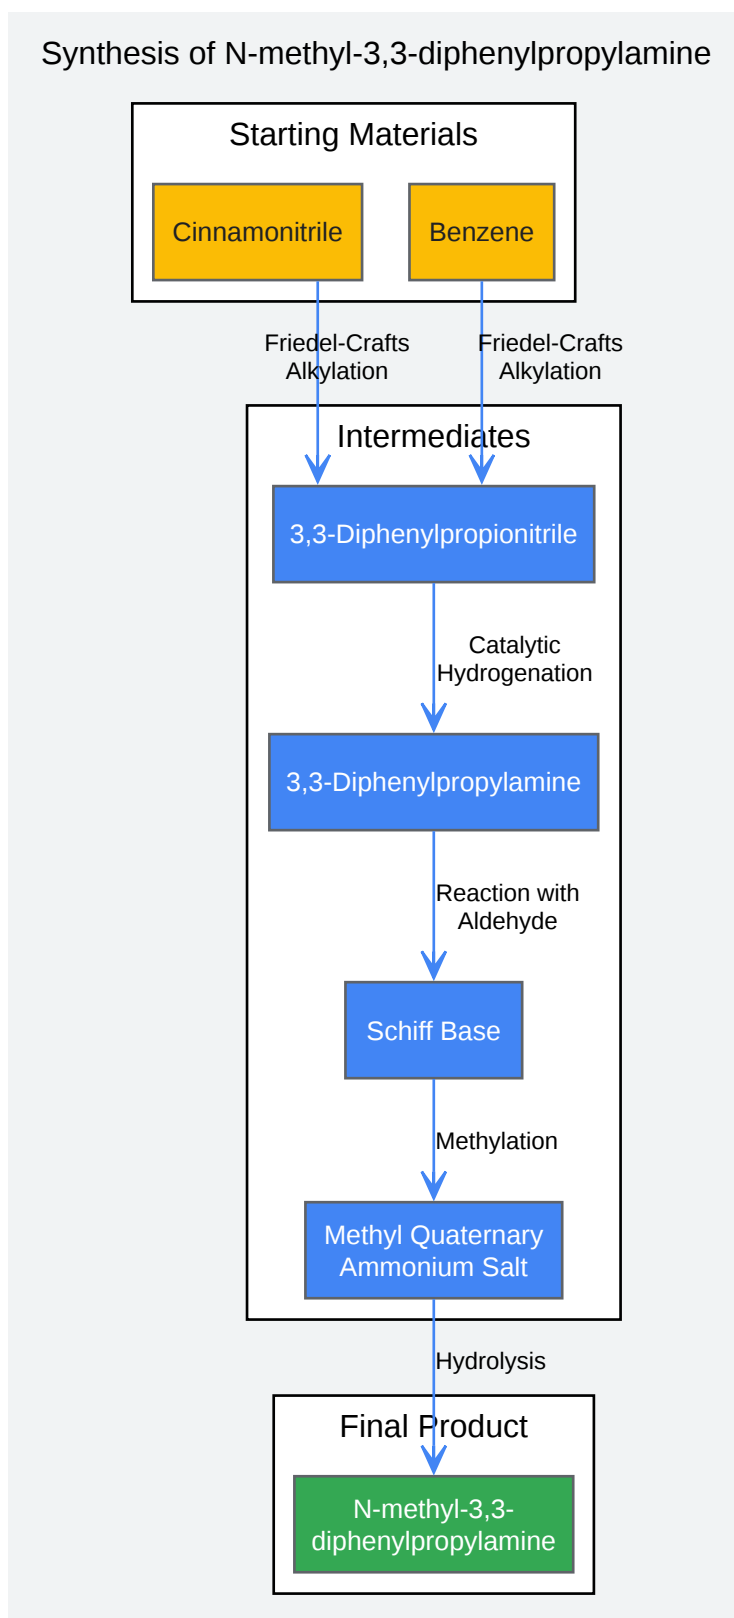 Synthesis of N-methyl-3,3-diphenylpropylamine
Starting Materials
Cinnamonitrile
Benzene
Friedel-Crafts
Alkylation
Friedel-Crafts
Alkylation
Intermediates
3,3-Diphenylpropionitrile
Catalytic
Hydrogenation
3,3-Diphenylpropylamine
Reaction with
Aldehyde
Schiff Base
Methylation
Methyl Quaternary
Ammonium Salt
Hydrolysis
Final Product
N-methyl-3,3-
diphenylpropylamine